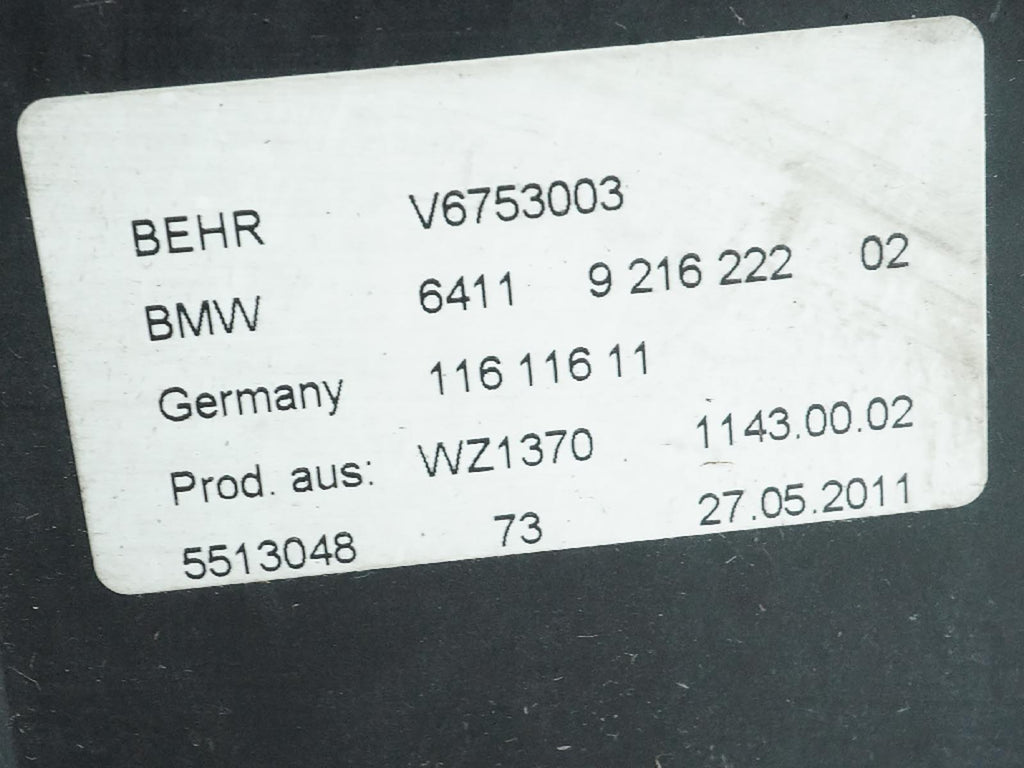 BEHR V6753003
BMW 6411 9 216 222 02
Germany 116 116 11
Prod. aus: WZ1370 1143.00.02
5513048 73 27.05.2011